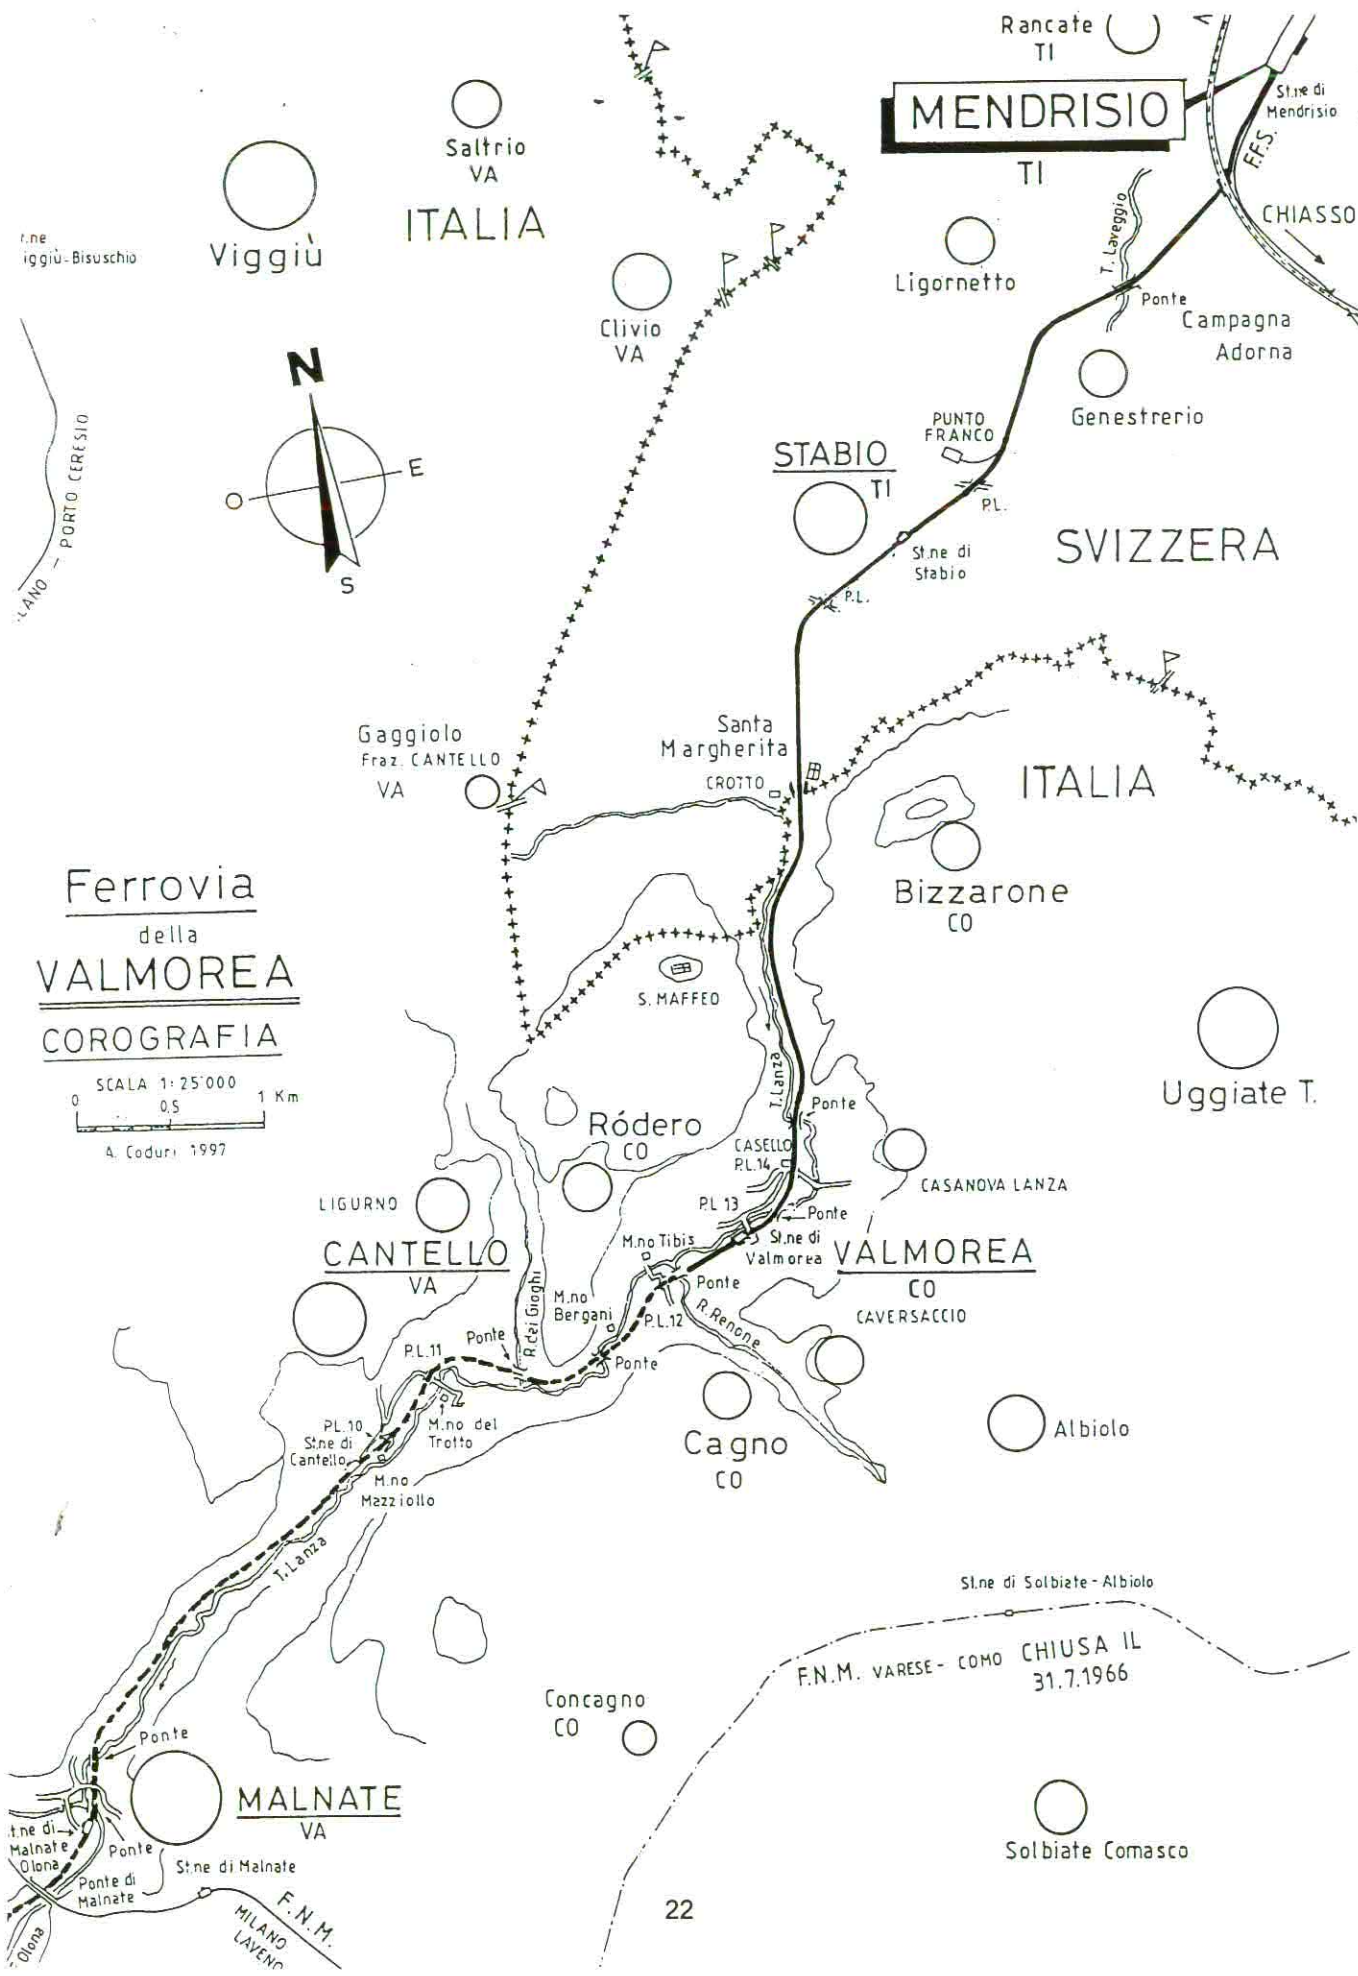 Rancate
TI
MENDRISIO
TI
St.ne di
Mendrisio
F.F.S.
CHIASSO
Saltrio
VA
Viggiù
ITALIA
iggiù-Bisuschio
T. Laveggio
Ligornetto
Clivio
VA
Ponte
Campagna
Adorna
Genestrerio
N
E
O
S
PORTO CERESIO
PUNTO
FRANCO
STABIO
TI
P.L.
St.ne di
Stabio
SVIZZERA
P.L.
Gaggiolo
Fraz. CANTELLO
VA
Santa
Margherita
CROTTO
ITALIA
Bizzarone
CO
Ferrovia
della
VALMOREA
COROGRAFIA
SCALA 1:25'000
0 0,5 1 Km
A. Coduri 1997
S. MAFFEO
T. Lanza
Uggiate T.
Ródero
CO
Ponte
CASELLO
P.L.14
CASANOVA LANZA
LIGURNO
P.L 13
Ponte
CANTELLO
VA
M.no Tibis
St.ne di
Valmorea
VALMOREA
CO
CAVERSACCIO
R. dei Gioghi
M.no
Bergani
Ponte
P.L.12
R. Renone
P.L.11
Ponte
Ponte
P.L.10
St.ne di
Cantello
M.no del
Trotto
M.no
Mazziollo
Cagno
CO
Albiolo
T. Lanza
St.ne di Solbiate-Albiolo
F.N.M. VARESE- COMO CHIUSA IL
31.7.1966
Concagno
CO
Ponte
MALNATE
VA
t.ne di
Malnate
Olona
Ponte
Ponte di
Malnate
St.ne di Malnate
F.N.M.
MILANO
LAVENO
Olona
Solbiate Comasco
22